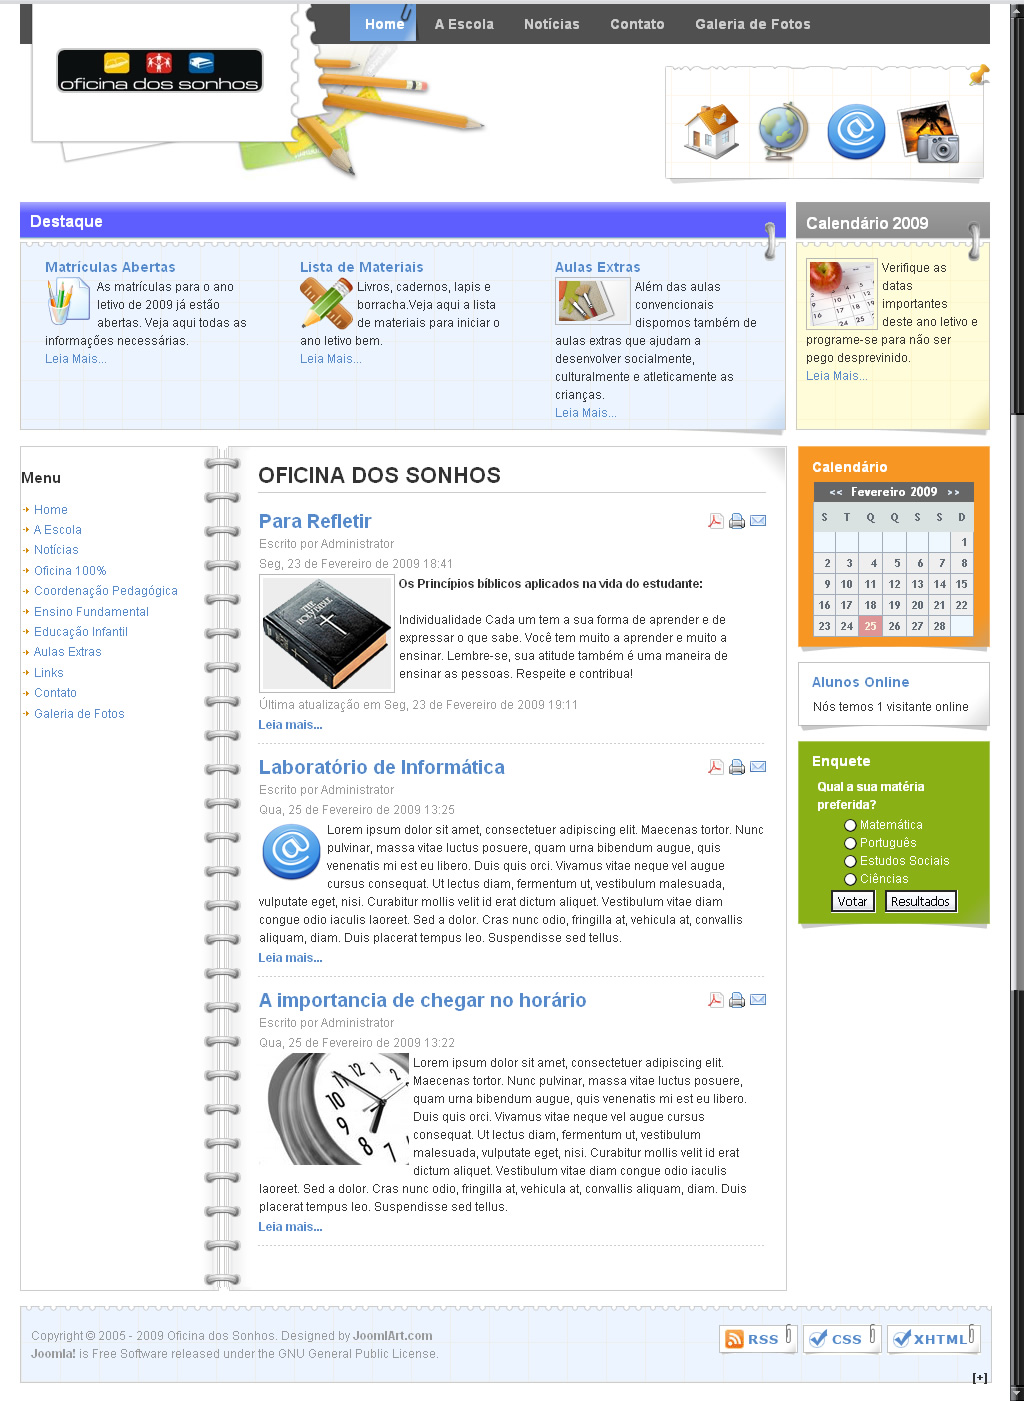 Home
A Escola
Notícias
Contato
Galeria de Fotos
oficina dos sonhos
Destaque
Matrículas Abertas
As matrículas para o ano
letivo de 2009 já estão
abertas. Veja aqui todas as
informações necessárias.
Leia Mais...
Lista de Materiais
Livros, cadernos, lapis e
borracha.Veja aqui a lista
de materiais para iniciar o
ano letivo bem.
Leia Mais...
Aulas Extras
Além das aulas
convencionais
dispomos também de
aulas extras que ajudam a
desenvolver socialmente,
culturalmente e atleticamente as
crianças.
Leia Mais...
Calendário 2009
Verifique as
datas
importantes
deste ano letivo e
programe-se para não ser
pego desprevinido.
Leia Mais...
Menu
Home
A Escola
Notícias
Oficina 100%
Coordenação Pedagógica
Ensino Fundamental
Educação Infantil
Aulas Extras
Links
Contato
Galeria de Fotos
OFICINA DOS SONHOS
Para Refletir
Escrito por Administrator
Seg, 23 de Fevereiro de 2009 18:41
Os Princípios bíblicos aplicados na vida do estudante:
Individualidade Cada um tem a sua forma de aprender e de
expressar o que sabe. Você tem muito a aprender e muito a
ensinar. Lembre-se, sua atitude também é uma maneira de
ensinar as pessoas. Respeite e contribua!
Última atualização em Seg, 23 de Fevereiro de 2009 19:11
Leia mais...
Laboratório de Informática
Escrito por Administrator
Qua, 25 de Fevereiro de 2009 13:25
Lorem ipsum dolor sit amet, consectetuer adipiscing elit. Maecenas tortor. Nunc
pulvinar, massa vitae luctus posuere, quam urna bibendum augue, quis
venenatis mi est eu libero. Duis quis orci. Vivamus vitae neque vel augue
cursus consequat. Ut lectus diam, fermentum ut, vestibulum malesuada,
vulputate eget, nisi. Curabitur mollis velit id erat dictum aliquet. Vestibulum vitae diam
congue odio iaculis laoreet. Sed a dolor. Cras nunc odio, fringilla at, vehicula at, convallis
aliquam, diam. Duis placerat tempus leo. Suspendisse sed tellus.
Leia mais...
A importancia de chegar no horário
Escrito por Administrator
Qua, 25 de Fevereiro de 2009 13:22
Lorem ipsum dolor sit amet, consectetuer adipiscing elit.
Maecenas tortor. Nunc pulvinar, massa vitae luctus posuere,
quam urna bibendum augue, quis venenatis mi est eu libero.
Duis quis orci. Vivamus vitae neque vel augue cursus
consequat. Ut lectus diam, fermentum ut, vestibulum
malesuada, vulputate eget, nisi. Curabitur mollis velit id erat
dictum aliquet. Vestibulum vitae diam congue odio iaculis
laoreet. Sed a dolor. Cras nunc odio, fringilla at, vehicula at, convallis aliquam, diam. Duis
placerat tempus leo. Suspendisse sed tellus.
Leia mais...
Calendário
<< Fevereiro 2009 >>
S T Q Q S S D
1
2 3 4 5 6 7 8
9 10 11 12 13 14 15
16 17 18 19 20 21 22
23 24 25 26 27 28
Alunos Online
Nós temos 1 visitante online
Enquete
Qual a sua matéria
preferida?
Matemática
Português
Estudos Sociais
Ciências
Votar
Resultados
Copyright © 2005 - 2009 Oficina dos Sonhos. Designed by JoomlArt.com
Joomla! is Free Software released under the GNU General Public License.
RSS
CSS
XHTML
[+]